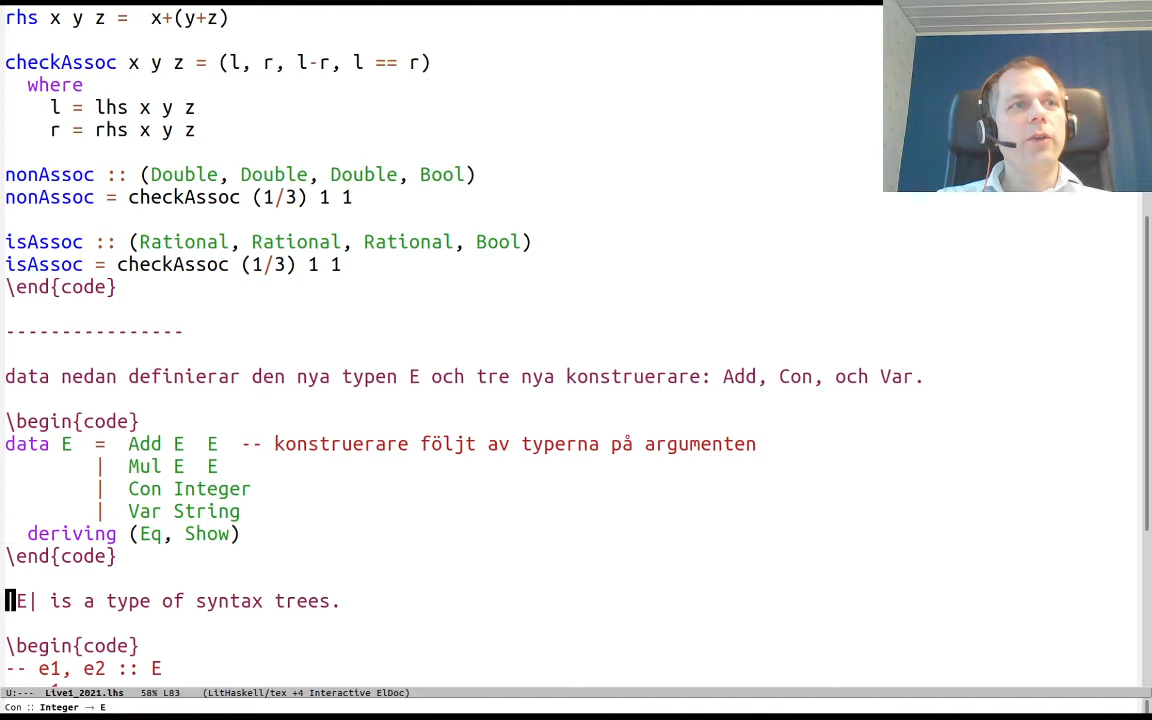 rhs x y z =  x+(y+z)
checkAssoc x y z = (l, r, l-r, l == r)
  where
    l = lhs x y z
    r = rhs x y z
nonAssoc :: (Double, Double, Double, Bool)
nonAssoc = checkAssoc (1/3) 1 1
isAssoc :: (Rational, Rational, Rational, Bool)
isAssoc = checkAssoc (1/3) 1 1
\end{code}
----------------
data nedan definierar den nya typen E och tre nya konstruerare: Add, Con, och Var.
\begin{code}
data E  =  Add E  E  -- konstruerare följt av typerna på argumenten
        |  Mul E  E
        |  Con Integer
        |  Var String
  deriving (Eq, Show)
\end{code}
|E| is a type of syntax trees.
\begin{code}
-- e1, e2 :: E
U:---  Live1_2021.lhs   58% L83    (LitHaskell/tex +4 Interactive ElDoc)
Con :: Integer → E